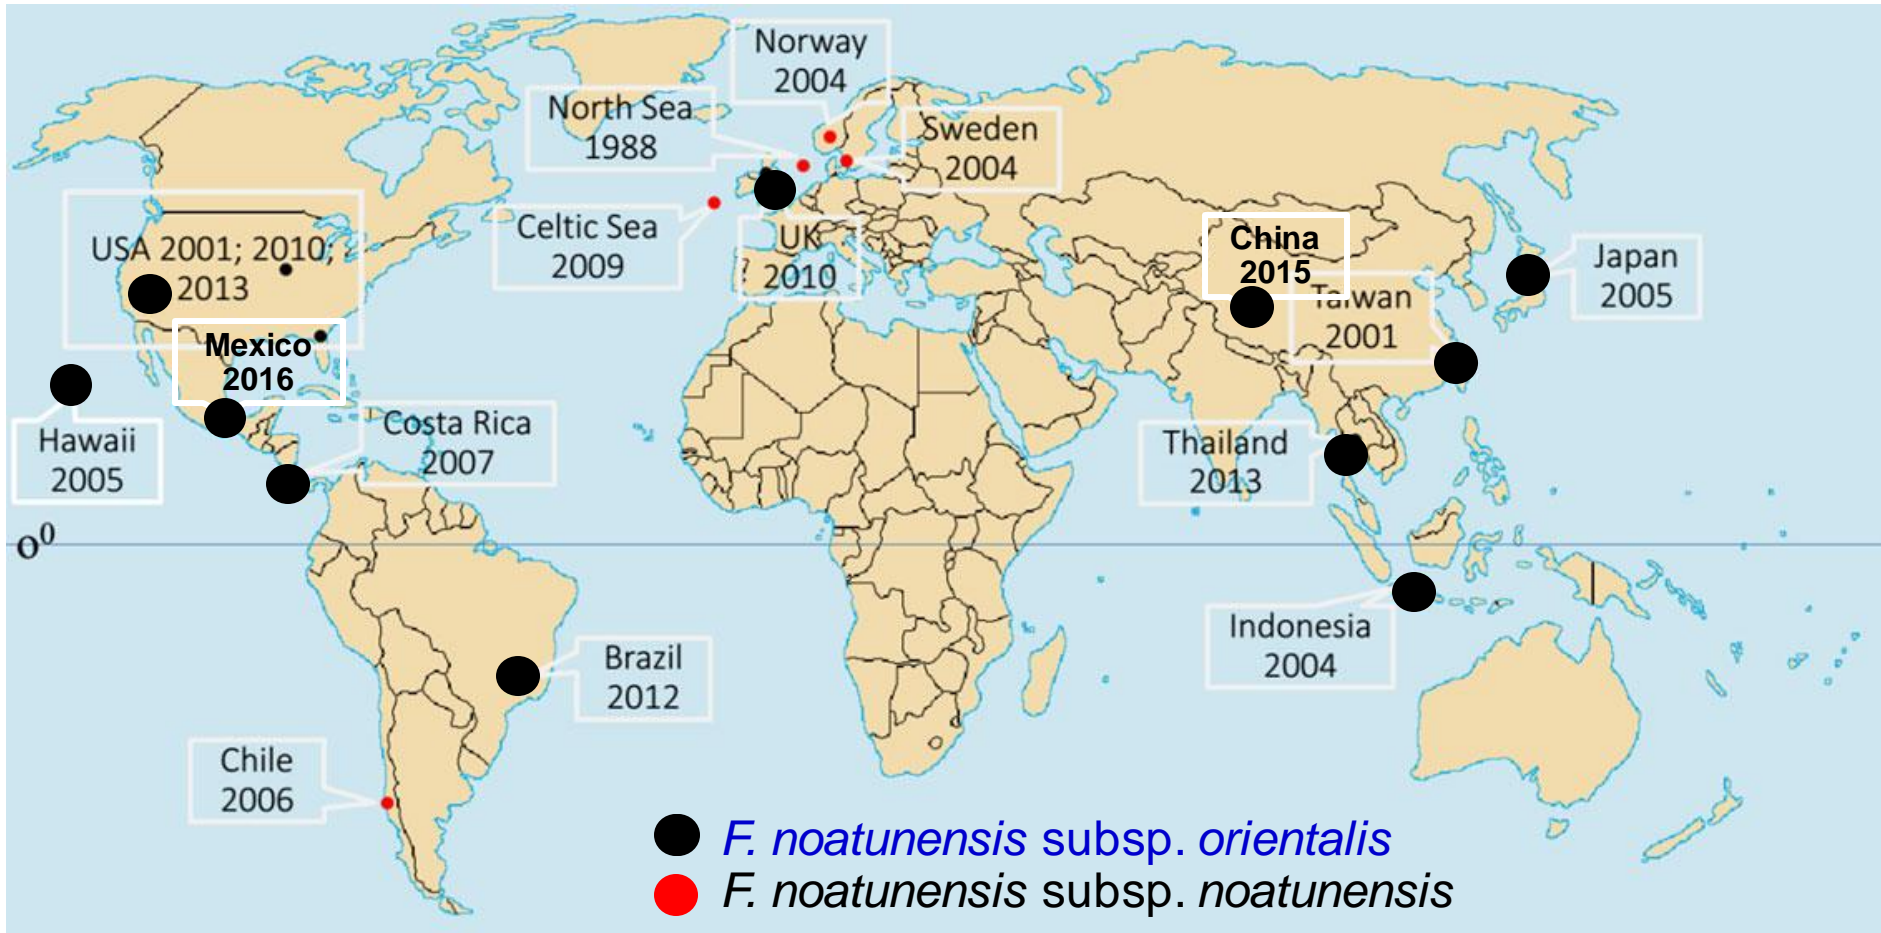 Norway
2004
North Sea
1988
Sweden
2004
Celtic Sea
2009
UK
2010
USA 2001; 2010;
2013
Mexico
2016
Hawaii
2005
Costa Rica
2007
China
2015
Taiwan
2001
Japan
2005
Thailand
2013
0⁰
Indonesia
2004
Brazil
2012
Chile
2006
F. noatunensis subsp. orientalis
F. noatunensis subsp. noatunensis